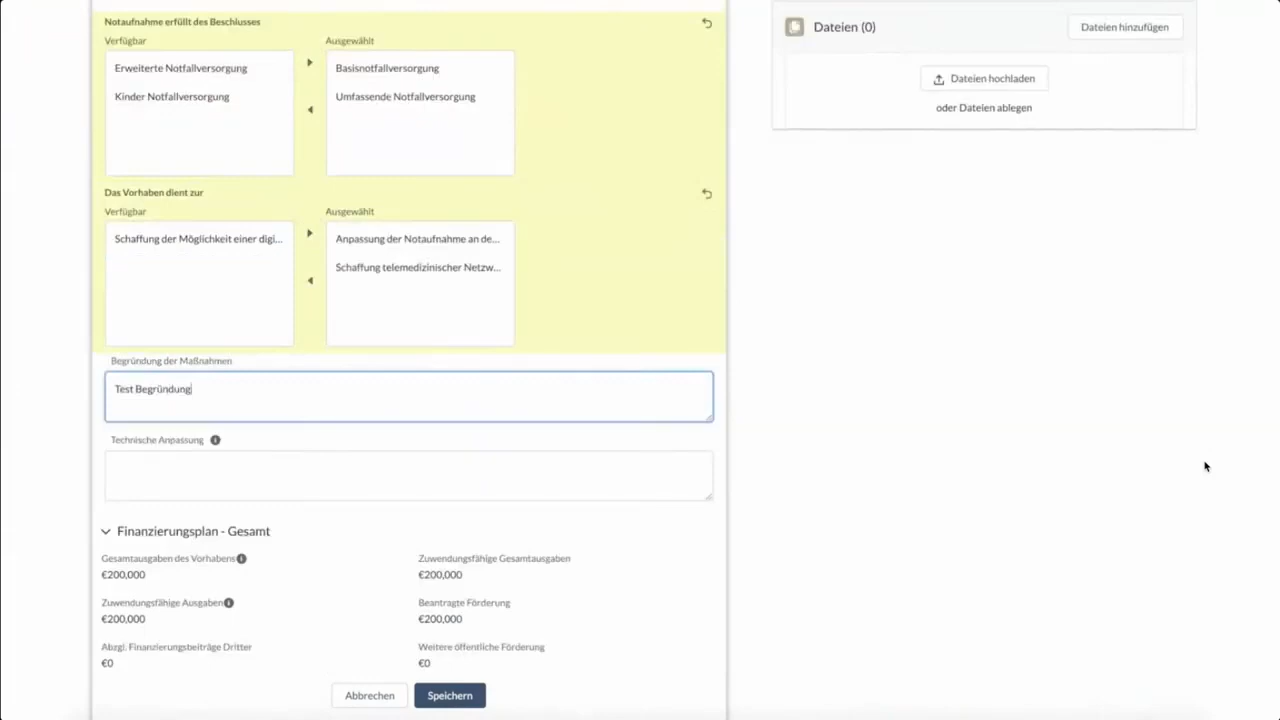 Notaufnahme erfüllt des Beschlusses
Verfügbar
Ausgewählt
Erweiterte Notfallversorgung
Kinder Notfallversorgung
Basisnotfallversorgung
Umfassende Notfallversorgung
Das Vorhaben dient zur
Verfügbar
Ausgewählt
Schaffung der Möglichkeit einer digi...
Anpassung der Notaufnahme an de...
Schaffung telemedizinischer Netzw...
Begründung der Maßnahmen
Test Begründung
Technische Anpassung
Finanzierungsplan - Gesamt
Gesamtausgaben des Vorhabens
€200,000
Zuwendungsfähige Gesamtausgaben
€200,000
Zuwendungsfähige Ausgaben
€200,000
Beantragte Förderung
€200,000
Abzgl. Finanzierungsbeiträge Dritter
€0
Weitere öffentliche Förderung
€0
Abbrechen
Speichern
Dateien (0)
Dateien hinzufügen
Dateien hochladen
oder Dateien ablegen